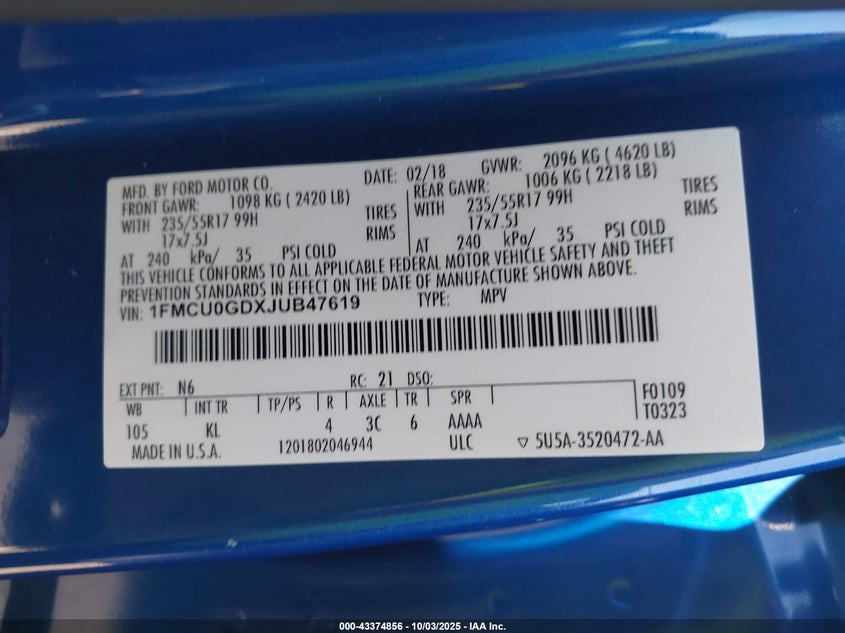 MFD. BY FORD MOTOR CO. DATE: 02/18 GVWR: 2096 KG ( 4620 LB)
FRONT GAWR: 1098 KG ( 2420 LB) REAR GAWR: 1006 KG ( 2218 LB)
WITH 235/55R17 99H TIRES WITH 235/55R17 99H TIRES
17x7.5J RIMS 17x7.5J RIMS
AT 240 kPa/ 35 PSI COLD AT 240 kPa/ 35 PSI COLD
THIS VEHICLE CONFORMS TO ALL APPLICABLE FEDERAL MOTOR VEHICLE SAFETY AND THEFT
PREVENTION STANDARDS IN EFFECT ON THE DATE OF MANUFACTURE SHOWN ABOVE.
VIN: 1FMCU0GDXJUB47619 TYPE: MPV
EXT PNT: N6 RC: 21 DSO: F0109
WB INT TR TP/PS R AXLE TR SPR T0323
105 KL 4 3C 6 AAAA
MADE IN U.S.A. 1201802046944 ULC ▽ 5U5A-3520472-AA
000-43374856 - 10/03/2025 - IAA Inc.